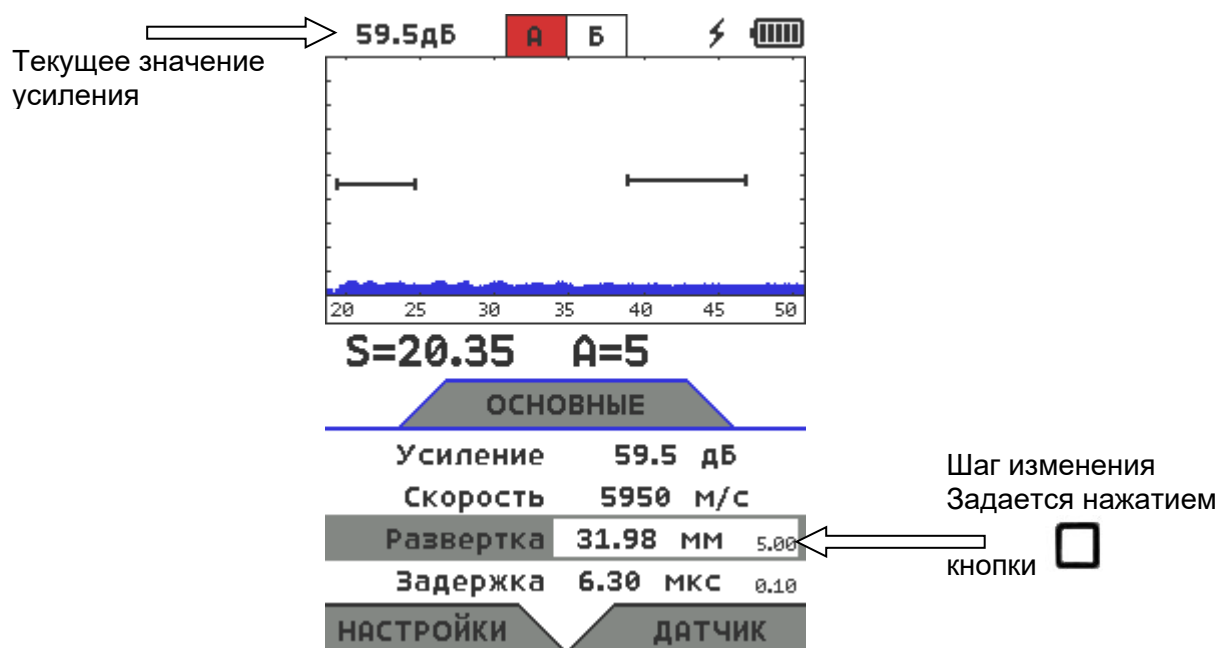 59.5дБ А Б
Текущее значение
усиления
20 25 30 35 40 45 50
S=20.35 A=5
ОСНОВНЫЕ
Усиление 59.5 дБ
Скорость 5950 м/с
Развертка 31.98 мм 5.00
Задержка 6.30 мкс 0.10
НАСТРОЙКИ ДАТЧИК
Шаг изменения
Задается нажатием
кнопки